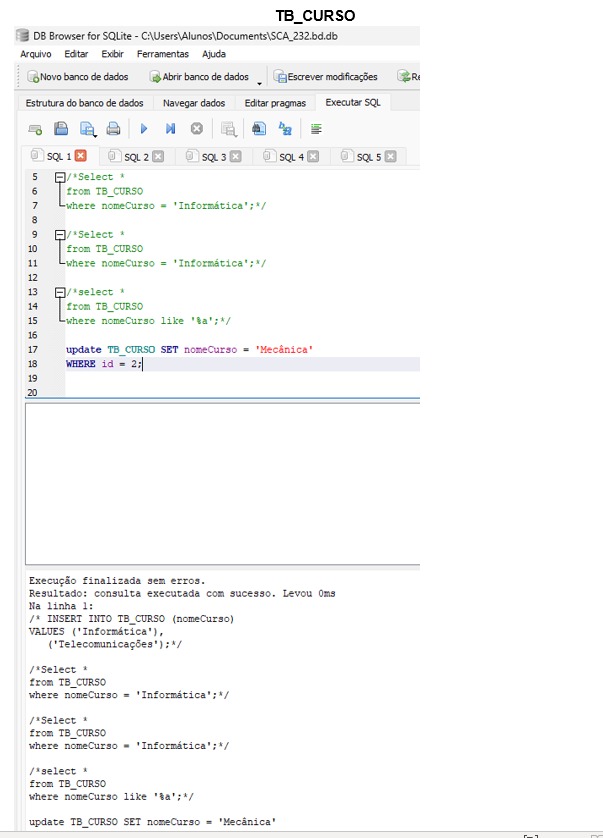 TB_CURSO
DB Browser for SQLite - C:\Users\Alunos\Documents\SCA_232.bd.db
Arquivo Editar Exibir Ferramentas Ajuda
Novo banco de dados Abrir banco de dados Escrever modificações Re
Estrutura do banco de dados Navegar dados Editar pragmas Executar SQL
SQL 1 SQL 2 SQL 3 SQL 4 SQL 5
5 /*Select *
6 from TB_CURSO
7 where nomeCurso = 'Informática';*/
8
9 /*Select *
10 from TB_CURSO
11 where nomeCurso = 'Informática';*/
12
13 /*select *
14 from TB_CURSO
15 where nomeCurso like '%a';*/
16
17 update TB_CURSO SET nomeCurso = 'Mecânica'
18 WHERE id = 2;
19
20
Execução finalizada sem erros.
Resultado: consulta executada com sucesso. Levou 0ms
Na linha 1:
/* INSERT INTO TB_CURSO (nomeCurso)
VALUES ('Informática'),
('Telecomunicações');*/
/*Select *
from TB_CURSO
where nomeCurso = 'Informática';*/
/*Select *
from TB_CURSO
where nomeCurso = 'Informática';*/
/*select *
from TB_CURSO
where nomeCurso like '%a';*/
update TB_CURSO SET nomeCurso = 'Mecânica'